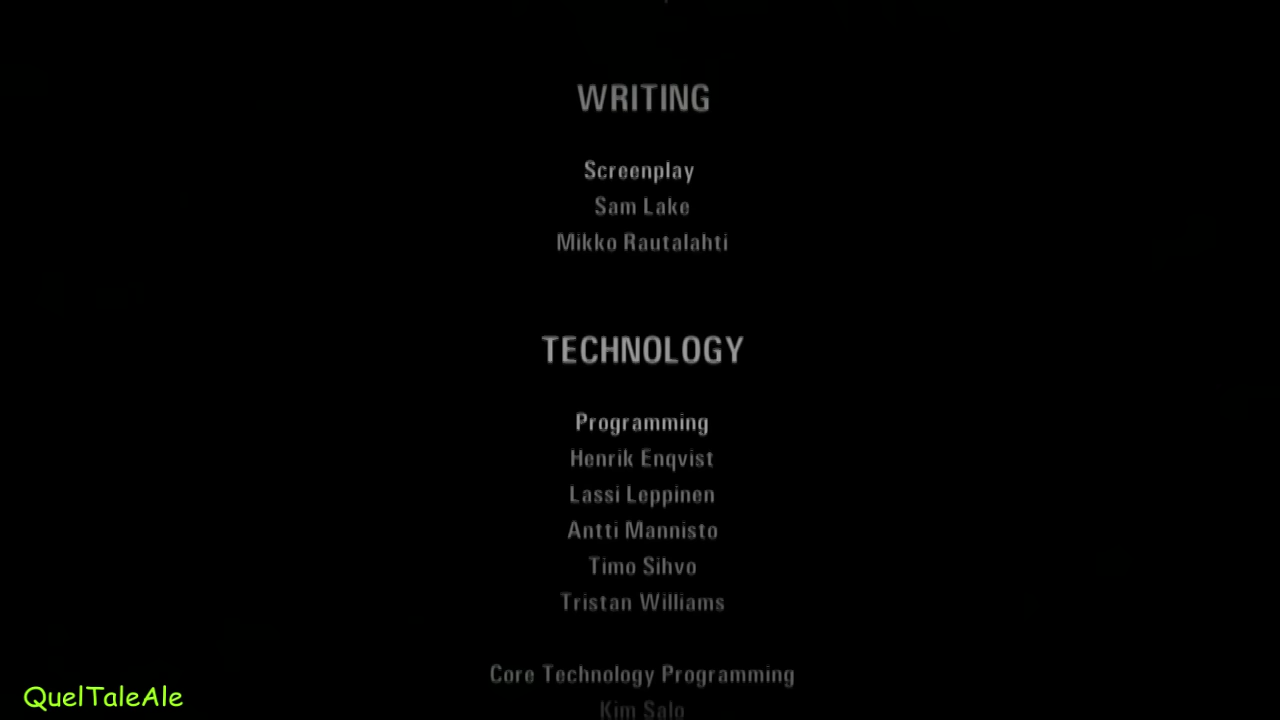 WRITING
Screenplay
Sam Lake
Mikko Rautalahti
TECHNOLOGY
Programming
Henrik Enqvist
Lassi Leppinen
Antti Mannisto
Timo Sihvo
Tristan Williams
Core Technology Programming
Kim Salo
QuelTaleAle